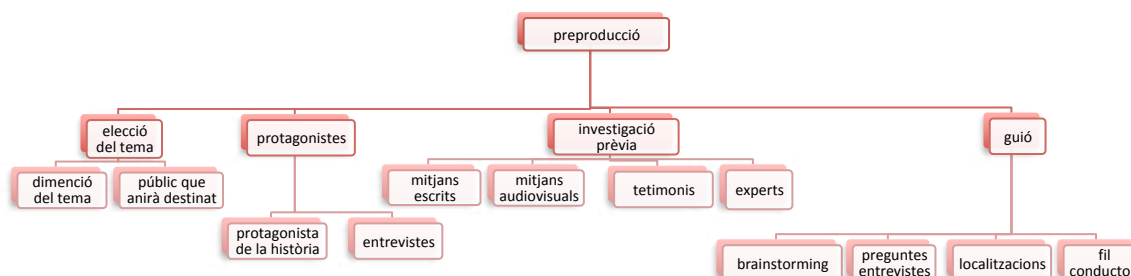 preproducció
elecció
del tema
protagonistes
investigació
prèvia
guió
dimenció
del tema
públic que
anirà destinat
mitjans
escrits
mitjans
audiovisuals
tetimonis
experts
protagonista
de la història
entrevistes
brainstorming
preguntes
entrevistes
localitzacions
fil
conducto